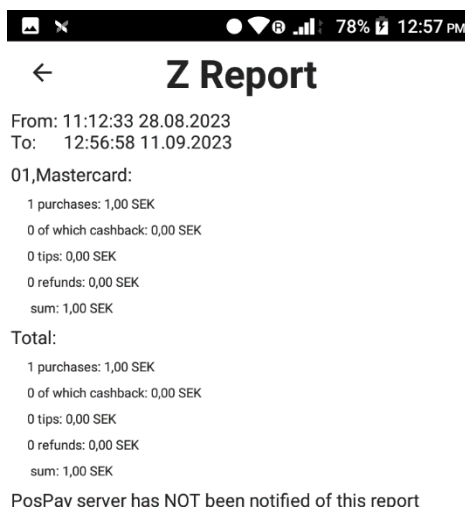 78% 12:57 PM
Z Report
From: 11:12:33 28.08.2023
To: 12:56:58 11.09.2023
01,Mastercard:
1 purchases: 1,00 SEK
0 of which cashback: 0,00 SEK
0 tips: 0,00 SEK
0 refunds: 0,00 SEK
sum: 1,00 SEK
Total:
1 purchases: 1,00 SEK
0 of which cashback: 0,00 SEK
0 tips: 0,00 SEK
0 refunds: 0,00 SEK
sum: 1,00 SEK
PosPay server has NOT been notified of this report